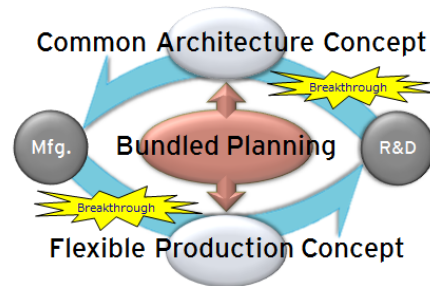 Common Architecture Concept
Breakthrough
Mfg.
Bundled Planning
R&D
Breakthrough
Flexible Production Concept